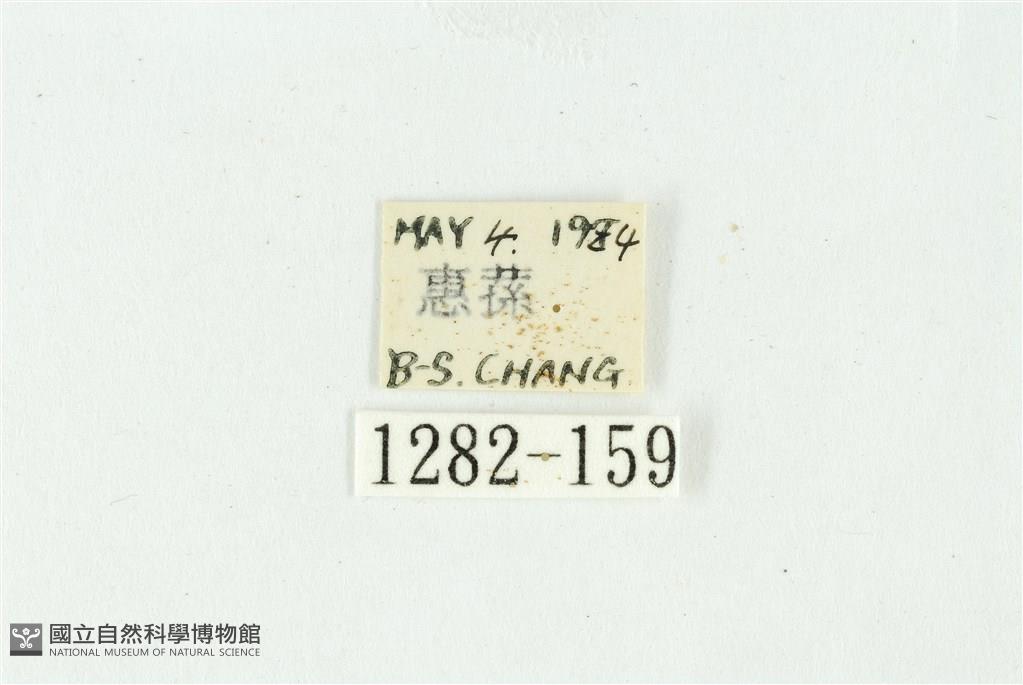 MAY 4. 1984
惠蓀
B-S. CHANG
1282-159
國立自然科學博物館
NATIONAL MUSEUM OF NATURAL SCIENCE